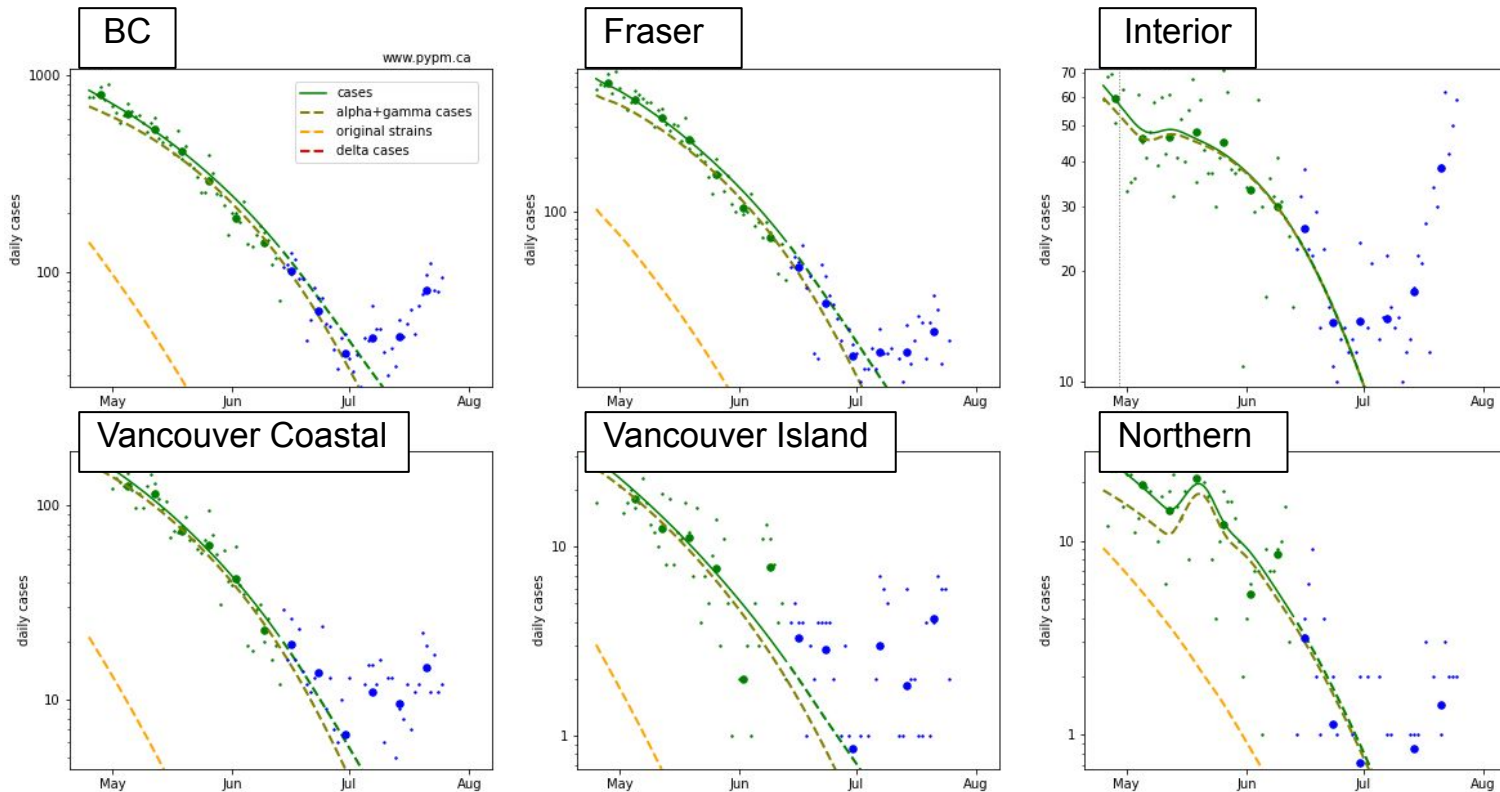 BC
www.pypm.ca
1000
100
daily cases
May Jun Jul Aug
cases
alpha+gamma cases
original strains
delta cases
Fraser
100
daily cases
May Jun Jul Aug
Interior
70
60
50
40
30
20
10
daily cases
May Jun Jul Aug
Vancouver Coastal
100
10
daily cases
May Jun Jul Aug
Vancouver Island
10
1
daily cases
May Jun Jul Aug
Northern
10
1
daily cases
May Jun Jul Aug